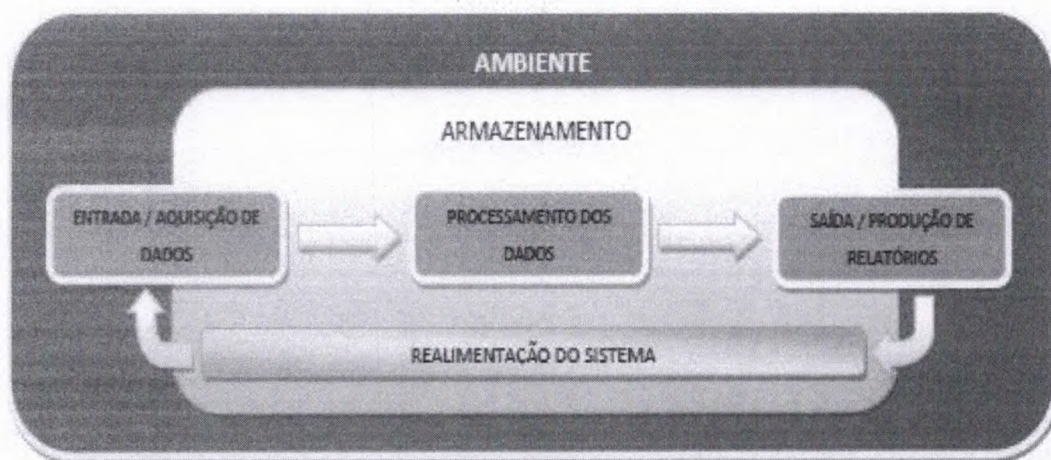 AMBIENTE
ARMAZENAMENTO
ENTRADA / AQUISIÇÃO DE
DADOS
PROCESSAMENTO DOS
DADOS
SAÍDA / PRODUÇÃO DE
RELATÓRIOS
REALIMENTAÇÃO DO SISTEMA